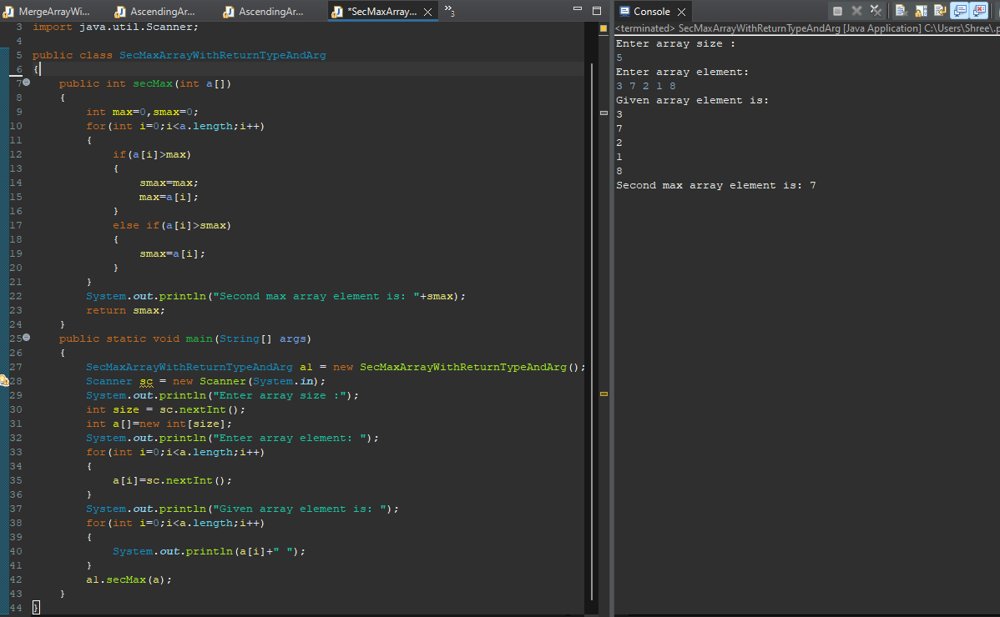 MergeArrayWi...
AscendingAr...
AscendingAr...
*SecMaxArray...
»3
3 import java.util.Scanner;
4
5 public class SecMaxArrayWithReturnTypeAndArg
6 {
7 public int secMax(int a[])
8 {
9 int max=0,smax=0;
10 for(int i=0;i<a.length;i++)
11 {
12 if(a[i]>max)
13 {
14 smax=max;
15 max=a[i];
16 }
17 else if(a[i]>smax)
18 {
19 smax=a[i];
20 }
21 }
22 System.out.println("Second max array element is: "+smax);
23 return smax;
24 }
25 public static void main(String[] args)
26 {
27 SecMaxArrayWithReturnTypeAndArg a1 = new SecMaxArrayWithReturnTypeAndArg();
28 Scanner sc = new Scanner(System.in);
29 System.out.println("Enter array size :");
30 int size = sc.nextInt();
31 int a[]=new int[size];
32 System.out.println("Enter array element: ");
33 for(int i=0;i<a.length;i++)
34 {
35 a[i]=sc.nextInt();
36 }
37 System.out.println("Given array element is: ");
38 for(int i=0;i<a.length;i++)
39 {
40 System.out.println(a[i]+" ");
41 }
42 a1.secMax(a);
43 }
44 }
Console
<terminated> SecMaxArrayWithReturnTypeAndArg [Java Application] C:\Users\Shree\.p
Enter array size :
5
Enter array element:
3 7 2 1 8
Given array element is:
3
7
2
1
8
Second max array element is: 7